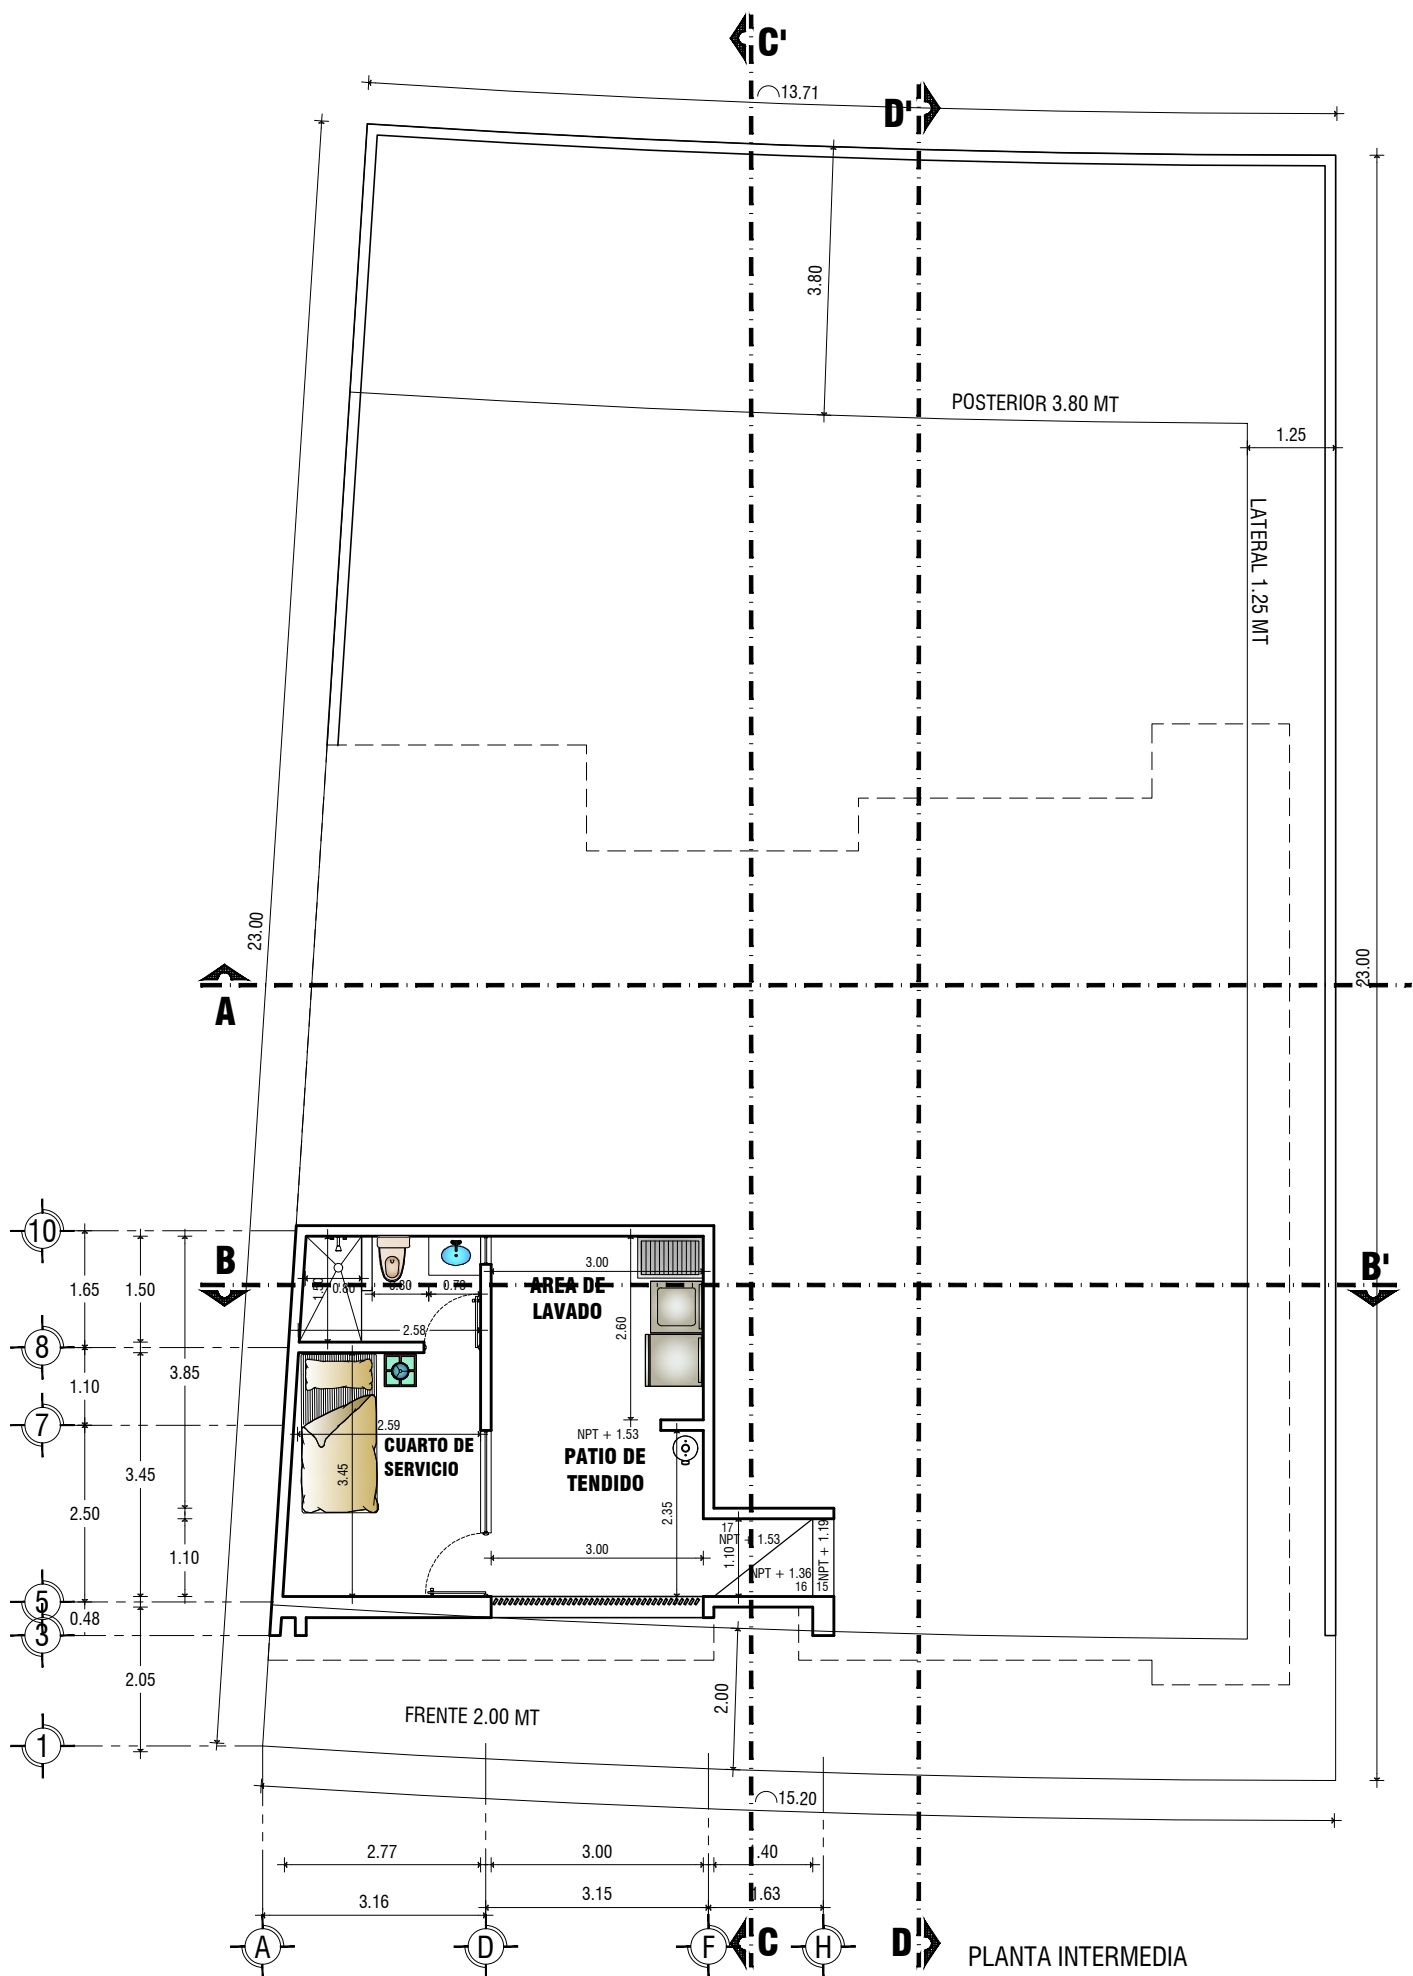 C'
13.71
D'
3.80
POSTERIOR 3.80 MT
1.25
LATERAL 1.25 MT
23.00
23.00
A
10
B
B'
1.65
1.50
3.00
AREA DE
LAVADO
0.80
0.80
0.70
2.58
2.60
8
1.10
3.85
7
2.59
NPT + 1.53
CUARTO DE
SERVICIO
PATIO DE
TENDIDO
3.45
3.45
2.50
2.35
1.10
3.00
17
NPT + 1.53
1.10
NPT + 1.36
16
15
NPT + 1.19
5
0.48
3
2.05
2.00
FRENTE 2.00 MT
1
15.20
2.77
3.00
.40
3.16
3.15
1.63
A
D
F
C
H
D
PLANTA INTERMEDIA